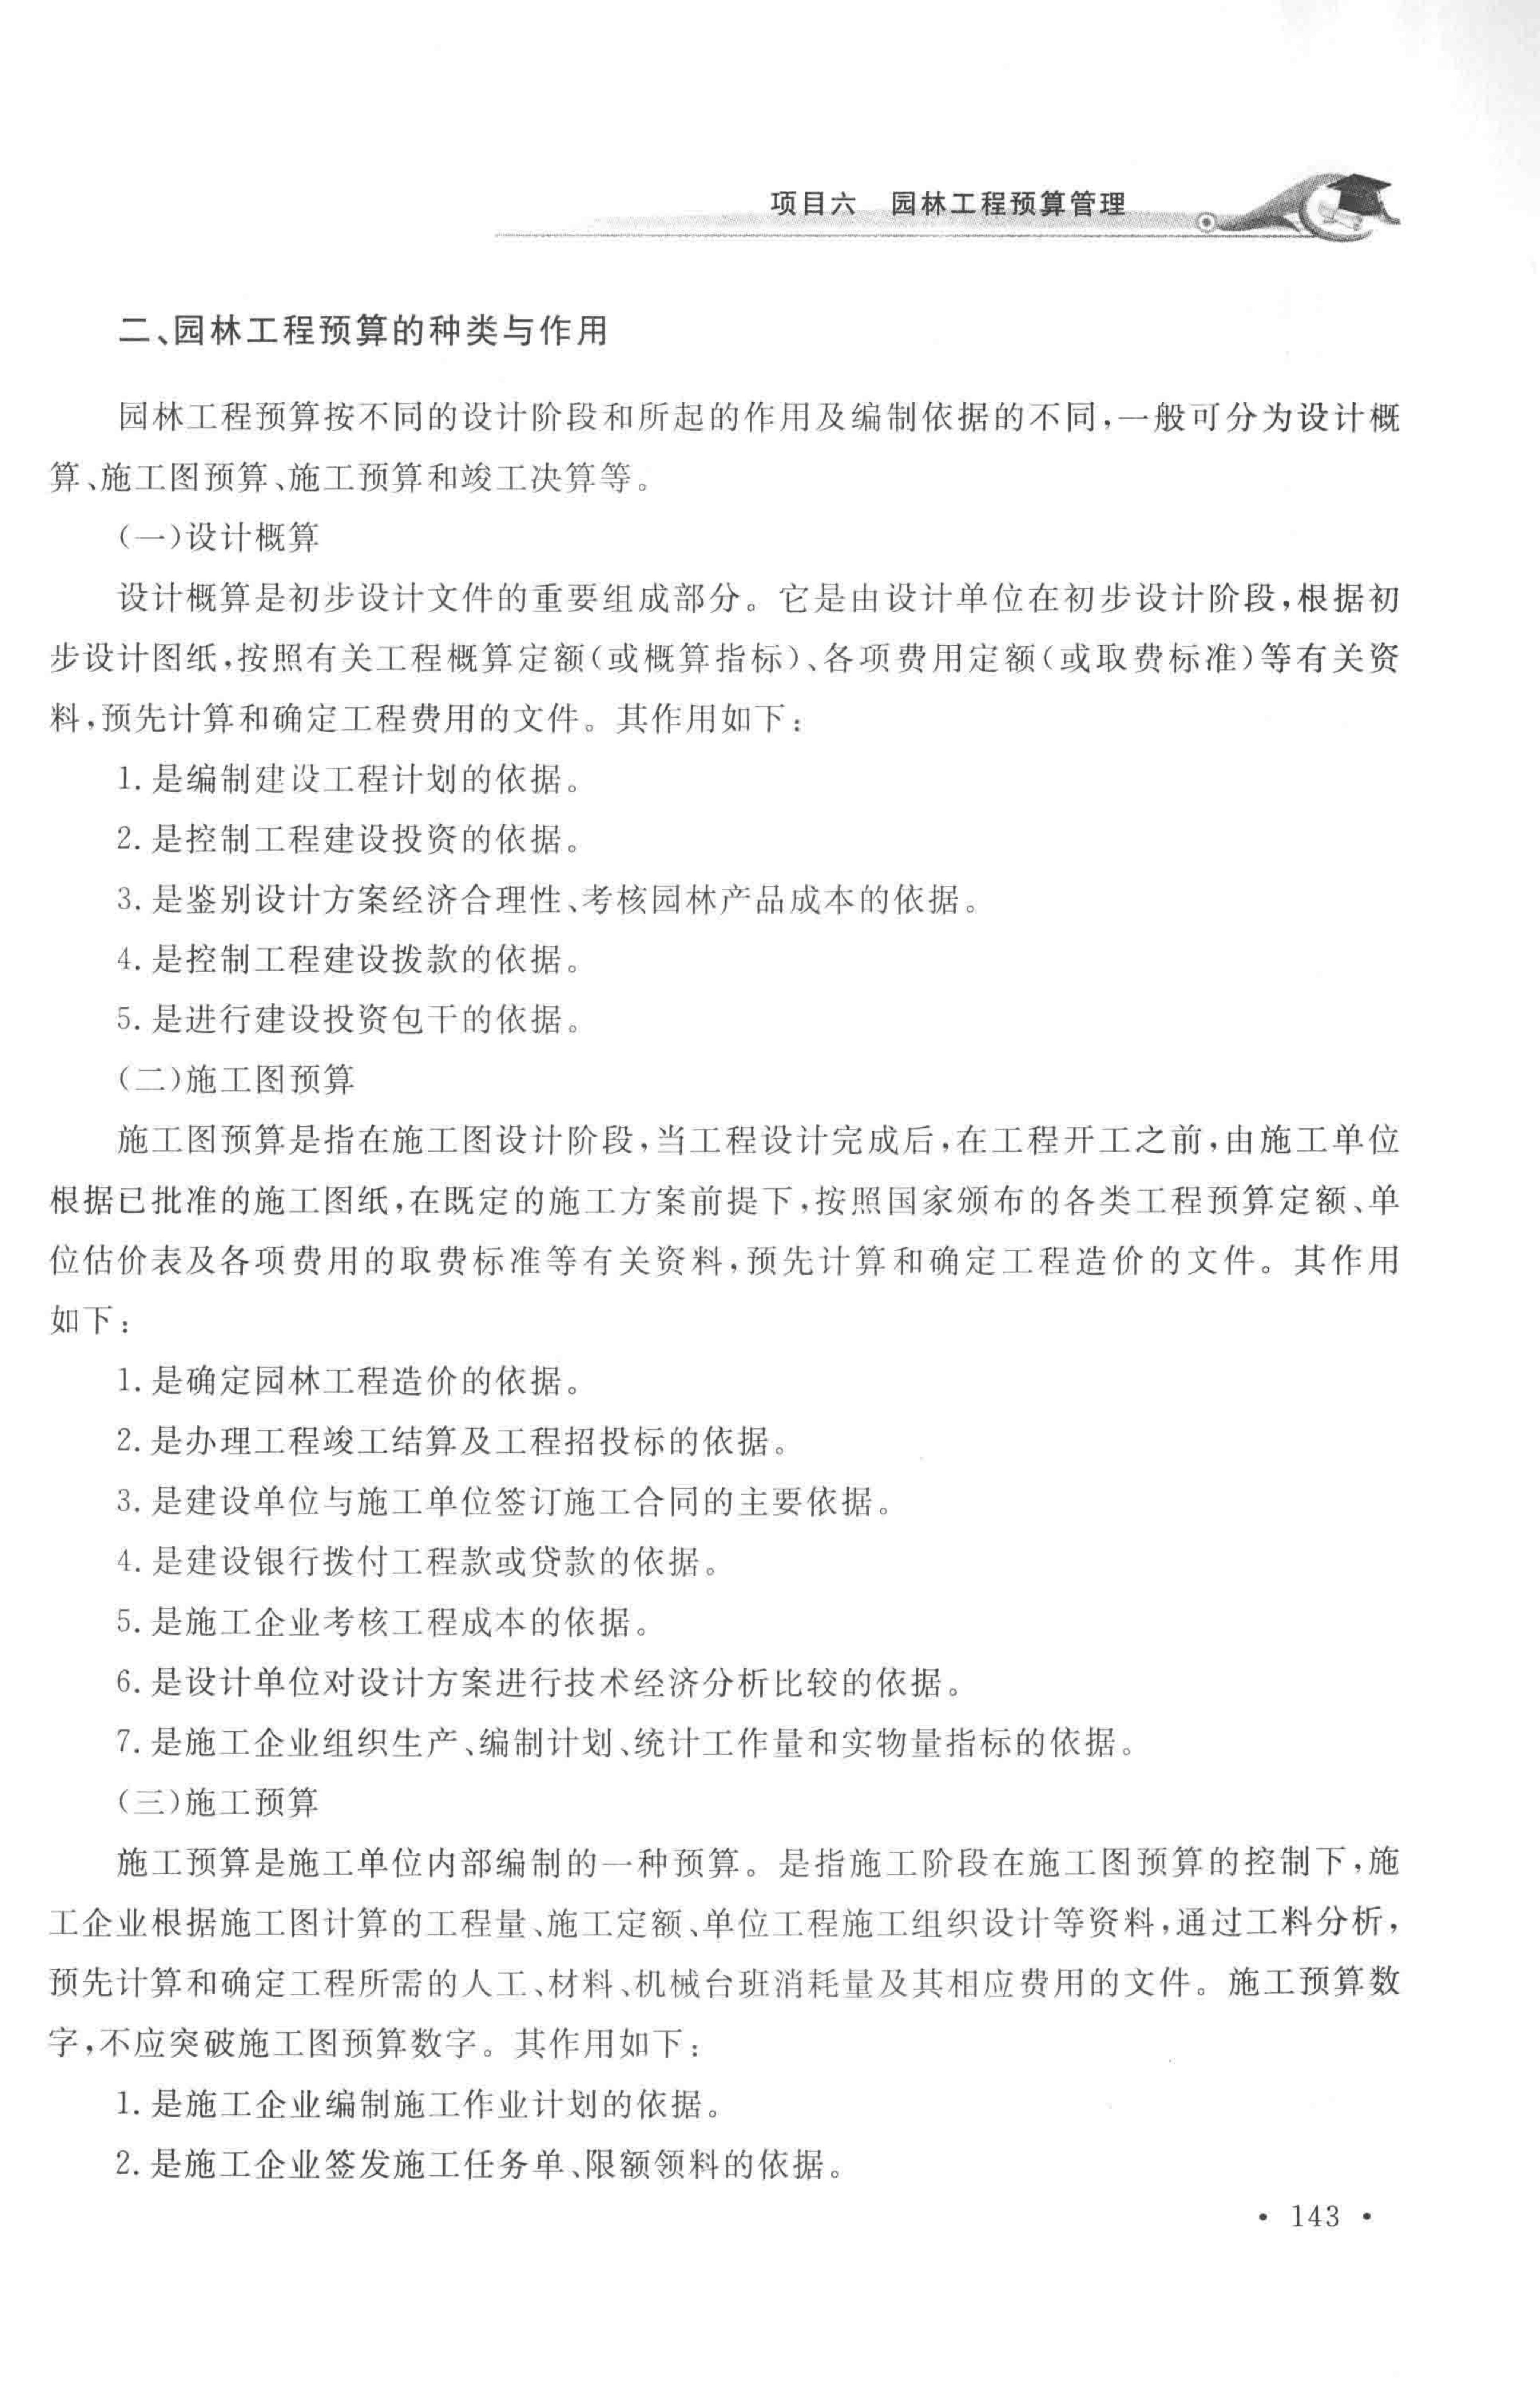 项目六 园林工程预算管理
二、园林工程预算的种类与作用
园林工程预算按不同的设计阶段和所起的作用及编制依据的不同,一般可分为设计概
算、施工图预算、施工预算和竣工决算等。
(一)设计概算
设计概算是初步设计文件的重要组成部分。它是由设计单位在初步设计阶段,根据初
步设计图纸,按照有关工程概算定额(或概算指标)、各项费用定额(或取费标准)等有关资
料,预先计算和确定工程费用的文件。其作用如下:
1. 是编制建设工程计划的依据。
2. 是控制工程建设投资的依据。
3. 是鉴别设计方案经济合理性、考核园林产品成本的依据。
4. 是控制工程建设拨款的依据。
5. 是进行建设投资包干的依据。
(二)施工图预算
施工图预算是指在施工图设计阶段,当工程设计完成后,在工程开工之前,由施工单位
根据已批准的施工图纸,在既定的施工方案前提下,按照国家颁布的各类工程预算定额、单
位估价表及各项费用的取费标准等有关资料,预先计算和确定工程造价的文件。其作用
如下:
1. 是确定园林工程造价的依据。
2. 是办理工程竣工结算及工程招投标的依据。
3. 是建设单位与施工单位签订施工合同的主要依据。
4. 是建设银行拨付工程款或贷款的依据。
5. 是施工企业考核工程成本的依据。
6. 是设计单位对设计方案进行技术经济分析比较的依据。
7. 是施工企业组织生产、编制计划、统计工作量和实物量指标的依据。
(三)施工预算
施工预算是施工单位内部编制的一种预算。是指施工阶段在施工图预算的控制下,施
工企业根据施工图计算的工程量、施工定额、单位工程施工组织设计等资料,通过工料分析,
预先计算和确定工程所需的人工、材料、机械台班消耗量及其相应费用的文件。施工预算数
字,不应突破施工图预算数字。其作用如下:
1. 是施工企业编制施工作业计划的依据。
2. 是施工企业签发施工任务单、限额领料的依据。
• 143 •